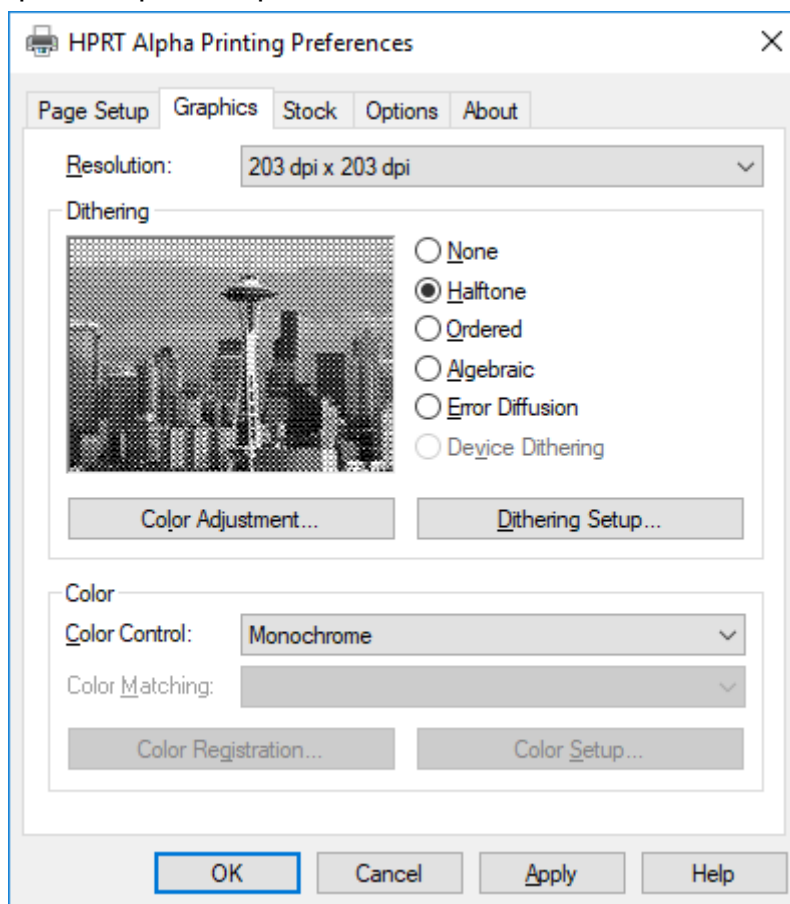 HPRT Alpha Printing Preferences
Page Setup Graphics Stock Options About
Resolution: 203 dpi x 203 dpi
Dithering
None
Halftone
Ordered
Algebraic
Error Diffusion
Device Dithering
Color Adjustment... Dithering Setup...
Color
Color Control: Monochrome
Color Matching:
Color Registration... Color Setup...
OK Cancel Apply Help